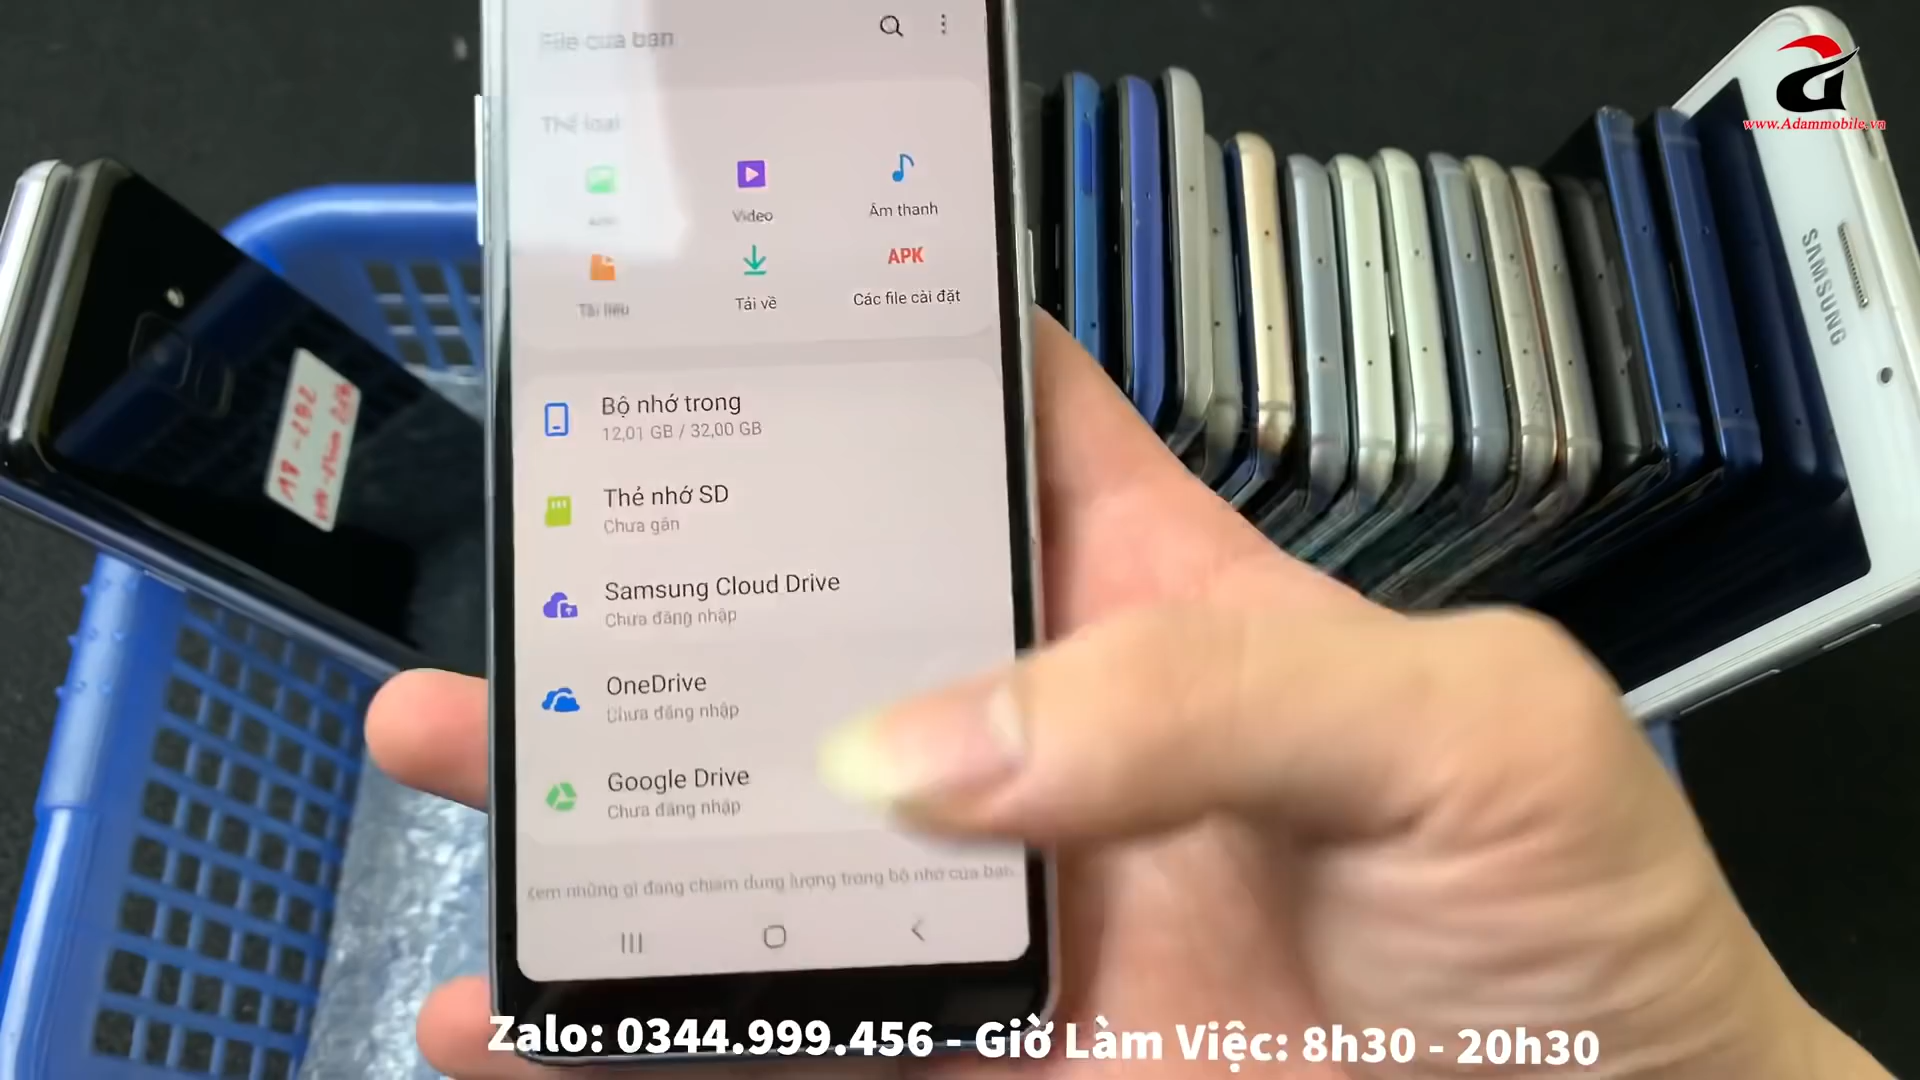 File của bạn
Thể loại
Video
Âm thanh
APK
Tài liệu
Tải về
Các file cài đặt
Bộ nhớ trong
12,01 GB / 32,00 GB
Thẻ nhớ SD
Chưa gắn
Samsung Cloud Drive
Chưa đăng nhập
OneDrive
Chưa đăng nhập
Google Drive
Chưa đăng nhập
Xem những gì đang chiếm dung lượng trong bộ nhớ của bạn.
SAMSUNG
www.Adammobile.vn
Zalo: 0344.999.456 - Giờ Làm Việc: 8h30 - 20h30